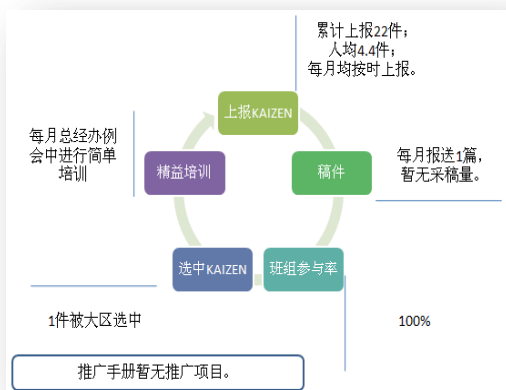 累计上报22件；
人均4.4件；
每月均按时上报。
上报KAIZEN
每月总经办例
会中进行简单
培训
精益培训
稿件
每月报送1篇，
暂无采稿量。
选中KAIZEN
班组参与率
1件被大区选中
100%
推广手册暂无推广项目。